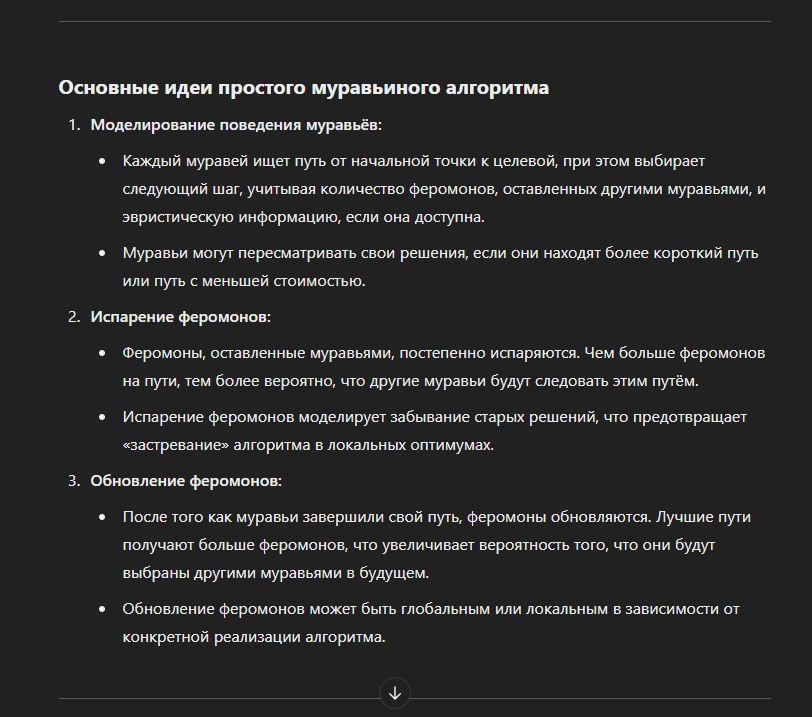 Основные идеи простого муравьиного алгоритма
1. Моделирование поведения муравьёв:
• Каждый муравей ищет путь от начальной точки к целевой, при этом выбирает
следующий шаг, учитывая количество феромонов, оставленных другими муравьями, и
эвристическую информацию, если она доступна.
• Муравьи могут пересматривать свои решения, если они находят более короткий путь
или путь с меньшей стоимостью.
2. Испарение феромонов:
• Феромоны, оставленные муравьями, постепенно испаряются. Чем больше феромонов
на пути, тем более вероятно, что другие муравьи будут следовать этим путём.
• Испарение феромонов моделирует забывание старых решений, что предотвращает
«застревание» алгоритма в локальных оптимумах.
3. Обновление феромонов:
• После того как муравьи завершили свой путь, феромоны обновляются. Лучшие пути
получают больше феромонов, что увеличивает вероятность того, что они будут
выбраны другими муравьями в будущем.
• Обновление феромонов может быть глобальным или локальным в зависимости от
конкретной реализации алгоритма.